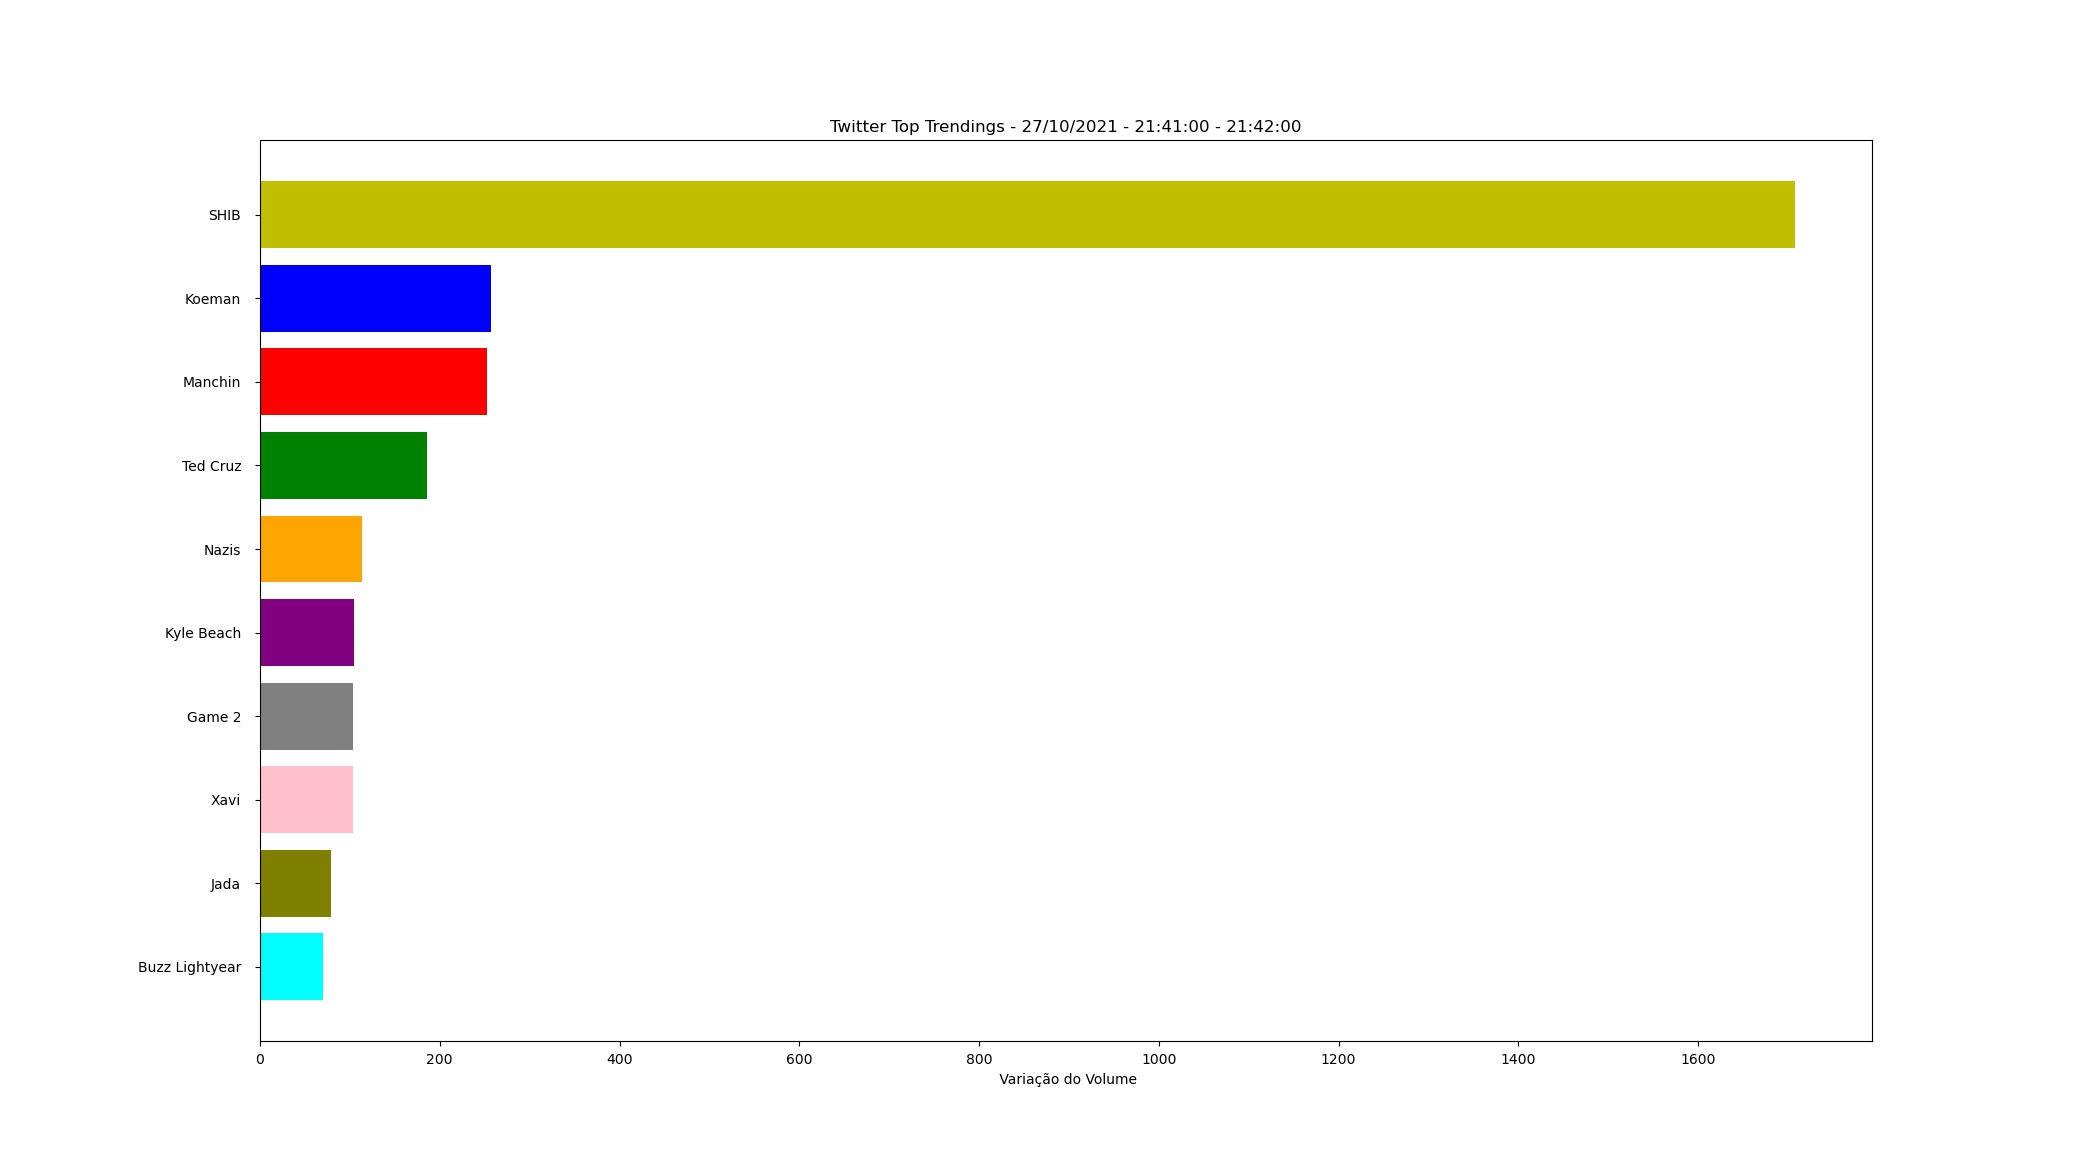 Twitter Top Trendings - 27/10/2021 - 21:41:00 - 21:42:00
SHIB
Koeman
Manchin
Ted Cruz
Nazis
Kyle Beach
Game 2
Xavi
Jada
Buzz Lightyear
0 200 400 600 800 1000 1200 1400 1600
Variação do Volume